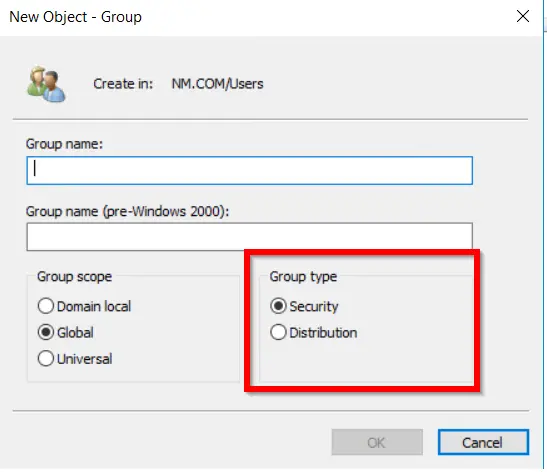 New Object - Group
Create in: NM.COM/Users
Group name:
Group name (pre-Windows 2000):
Group scope
Domain local
Global
Universal
Group type
Security
Distribution
OK
Cancel